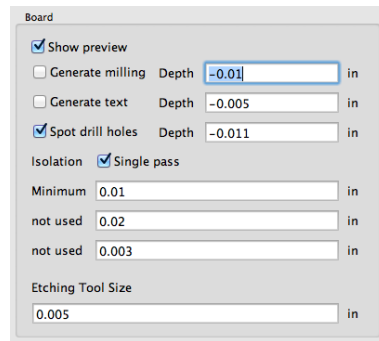 Board
Show preview
Generate milling Depth -0.01 in
Generate text Depth -0.005 in
Spot drill holes Depth -0.011 in
Isolation Single pass
Minimum 0.01 in
not used 0.02 in
not used 0.003 in
Etching Tool Size
0.005 in